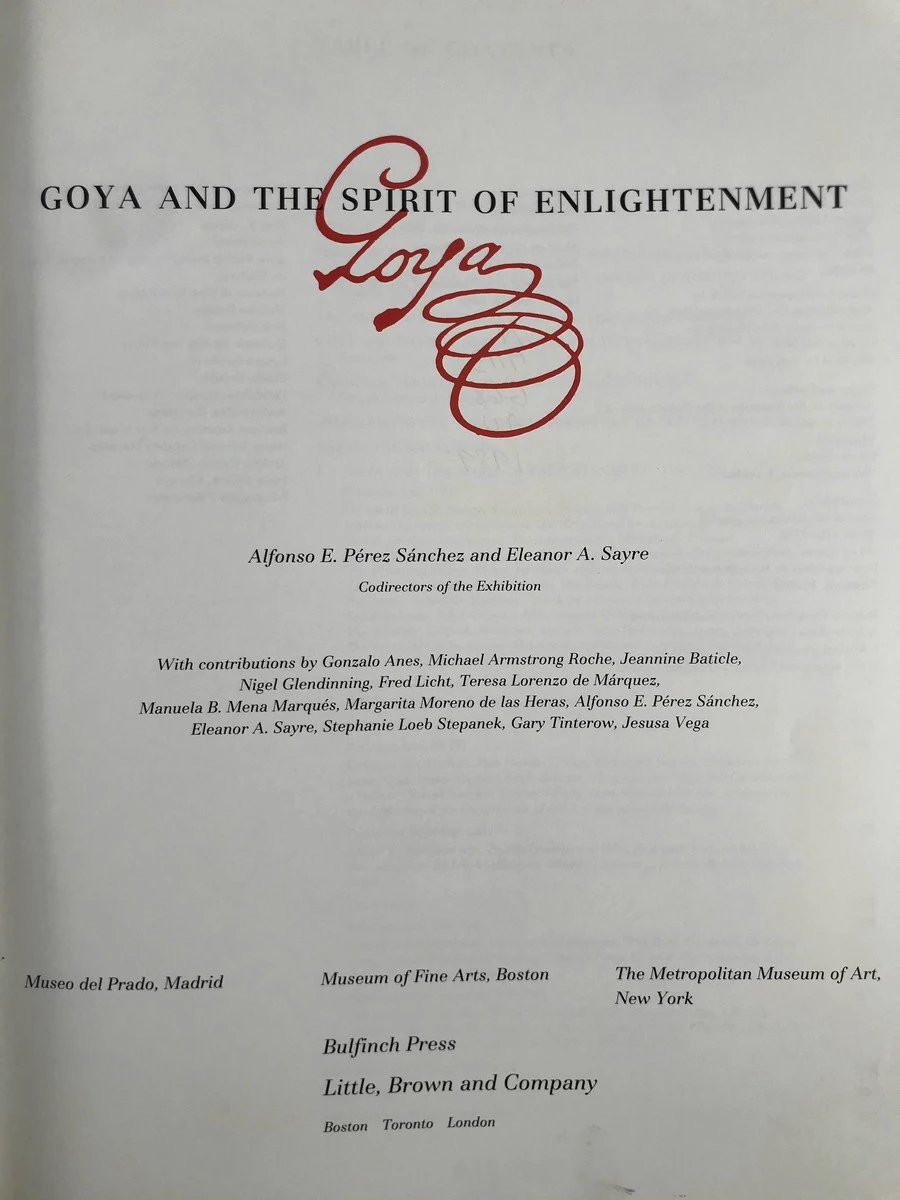 GOYA AND THE SPIRIT OF ENLIGHTENMENT
Goya
Alfonso E. Pérez Sánchez and Eleanor A. Sayre
Codirectors of the Exhibition
With contributions by Gonzalo Anes, Michael Armstrong Roche, Jeannine Baticle,
Nigel Glendinning, Fred Licht, Teresa Lorenzo de Márquez,
Manuela B. Mena Marqués, Margarita Moreno de las Heras, Alfonso E. Pérez Sánchez,
Eleanor A. Sayre, Stephanie Loeb Stepanek, Gary Tinterow, Jesusa Vega
Museo del Prado, Madrid
Museum of Fine Arts, Boston
The Metropolitan Museum of Art,
New York
Bulfinch Press
Little, Brown and Company
Boston Toronto London